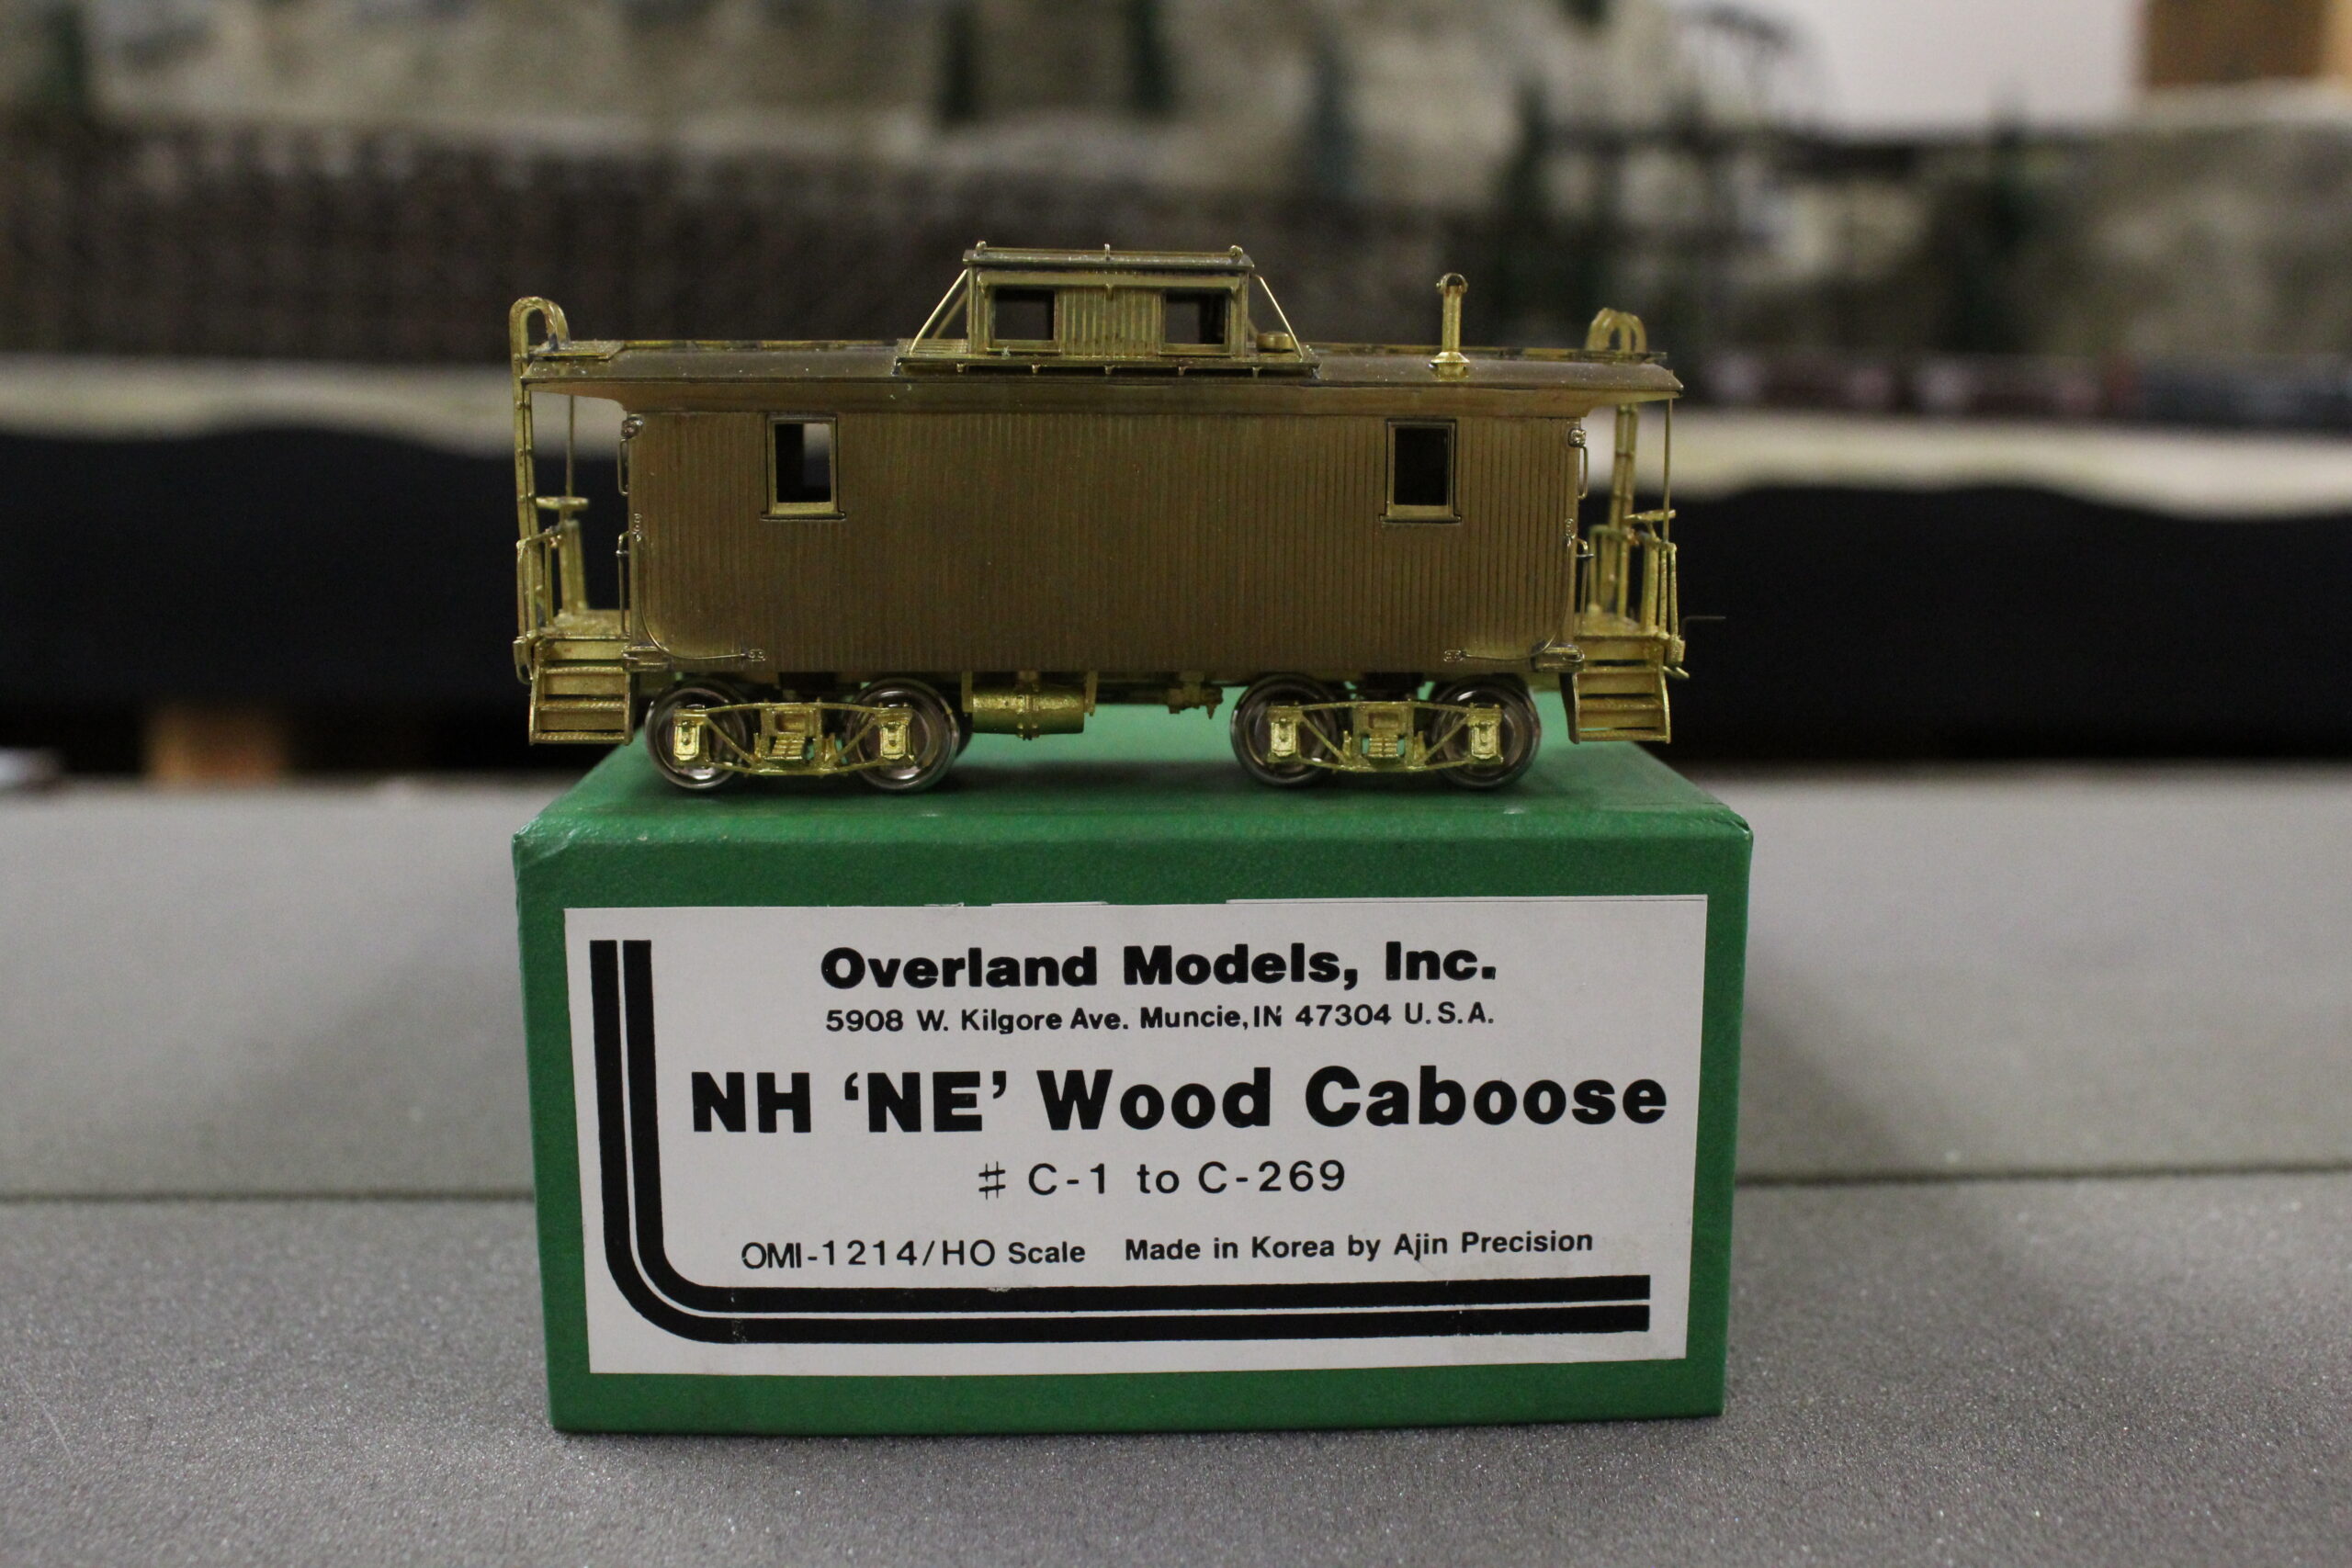 Overland Models, Inc.
5908 W. Kilgore Ave. Muncie, IN 47304 U.S.A.
NH ‘NE’ Wood Caboose
# C-1 to C-269
OMI-1214/HO Scale Made in Korea by Ajin Precision